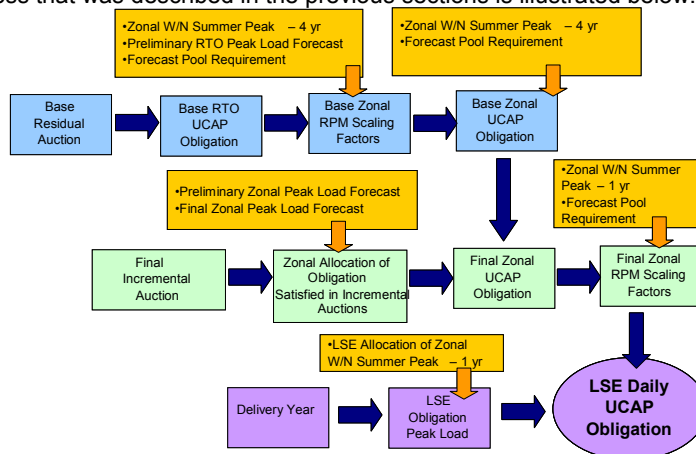 ses that was described in the previous sections is illustrated below.
•Zonal W/N Summer Peak – 4 yr
•Preliminary RTO Peak Load Forecast
•Forecast Pool Requirement
•Zonal W/N Summer Peak – 4 yr
•Forecast Pool Requirement
Base
Residual
Auction
Base RTO
UCAP
Obligation
Base Zonal
RPM Scaling
Factors
Base Zonal
UCAP
Obligation
•Preliminary Zonal Peak Load Forecast
•Final Zonal Peak Load Forecast
•Zonal W/N Summer
Peak – 1 yr
•Forecast Pool
Requirement
Final
Incremental
Auction
Zonal Allocation of
Obligation
Satisfied in Incremental
Auctions
Final Zonal
UCAP
Obligation
Final Zonal
RPM Scaling
Factors
•LSE Allocation of Zonal
W/N Summer Peak – 1 yr
Delivery Year
LSE
Obligation
Peak Load
LSE Daily
UCAP
Obligation